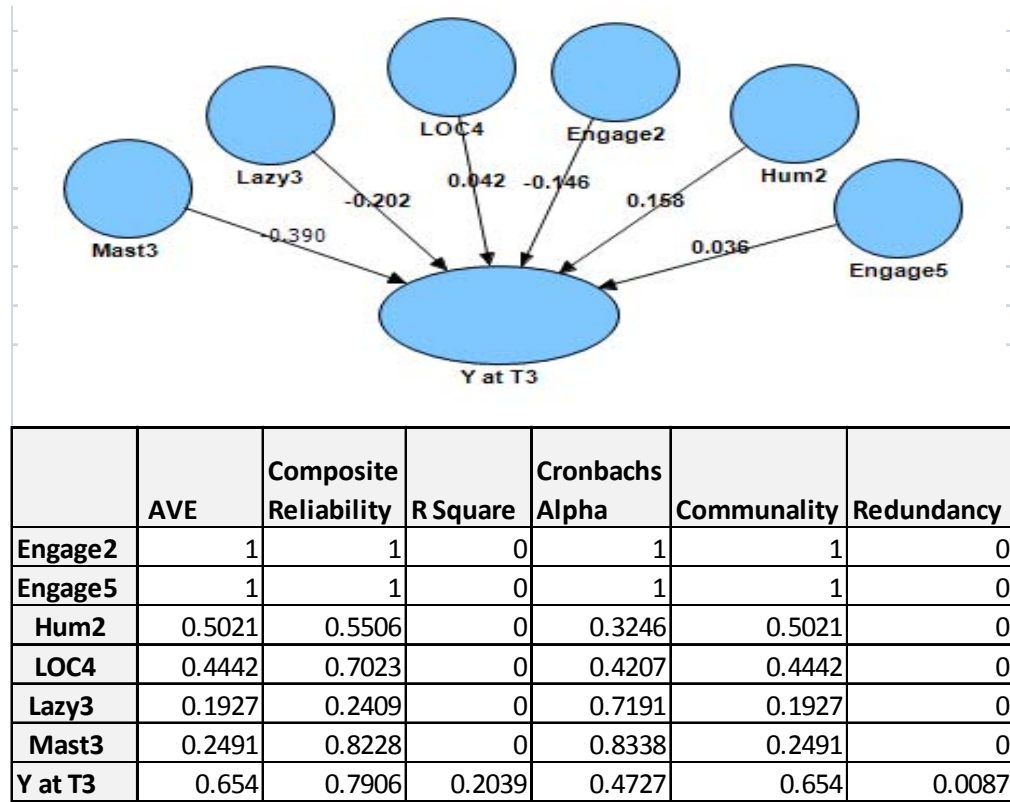 LOC4
Engage2
Lazy3
Hum2
0.042
-0.146
-0.202
0.158
Mast3
-0.390
0.036
Engage5
Y at T3
AVE Composite Reliability R Square Cronbachs Alpha Communality Redundancy
Engage2 1 1 0 1 1 0
Engage5 1 1 0 1 1 0
Hum2 0.5021 0.5506 0 0.3246 0.5021 0
LOC4 0.4442 0.7023 0 0.4207 0.4442 0
Lazy3 0.1927 0.2409 0 0.7191 0.1927 0
Mast3 0.2491 0.8228 0 0.8338 0.2491 0
Y at T3 0.654 0.7906 0.2039 0.4727 0.654 0.0087